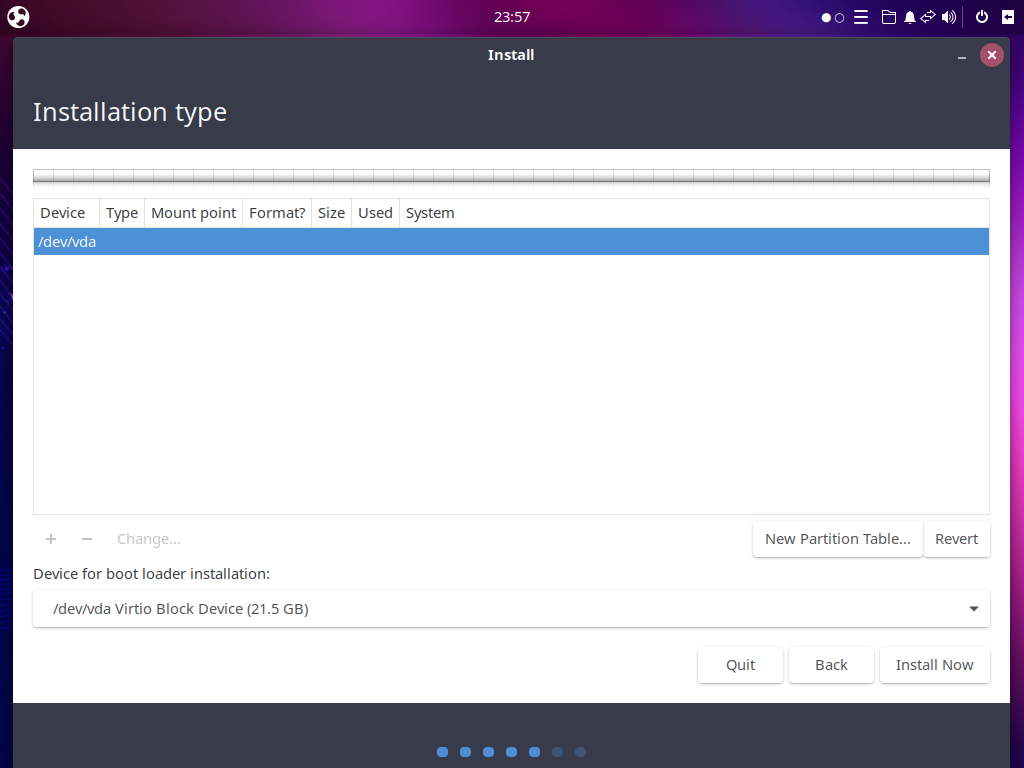 23:57
Install
Installation type
Device Type Mount point Format? Size Used System
/dev/vda
+ − Change... New Partition Table... Revert
Device for boot loader installation:
/dev/vda Virtio Block Device (21.5 GB)
Quit Back Install Now